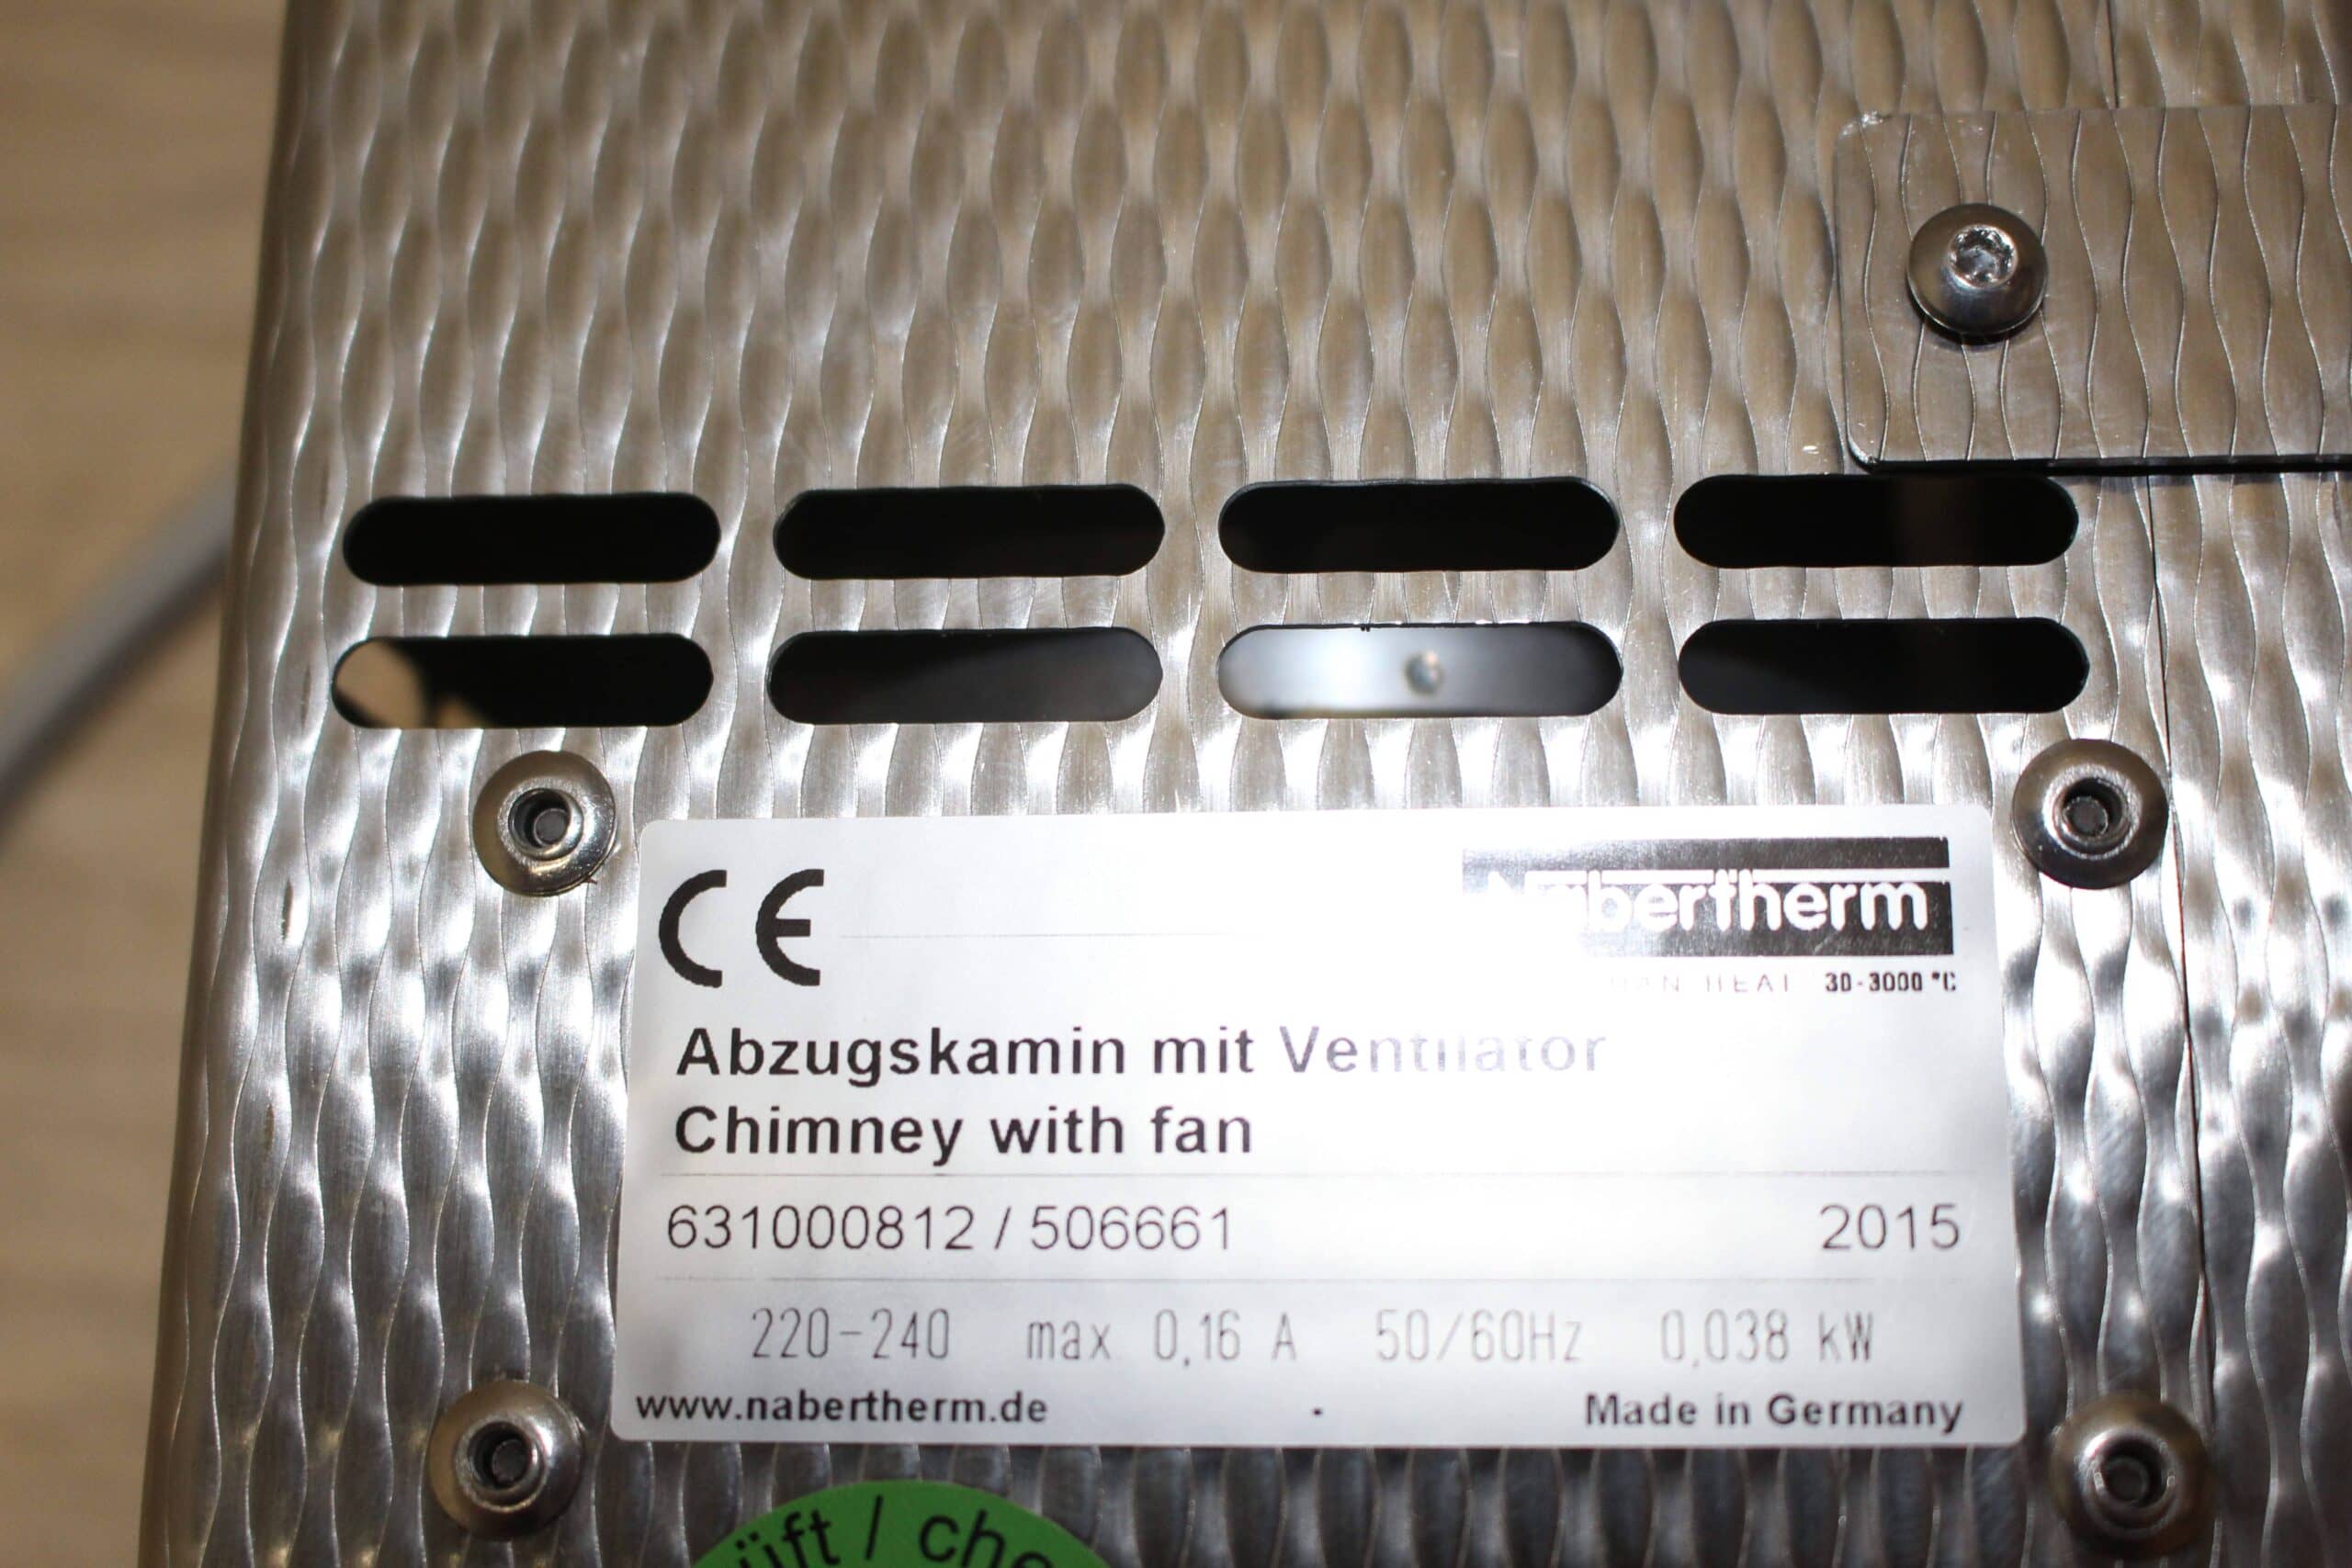 CE
Nabertherm
HEAT 30-3000 °C
Abzugskamin mit Ventilator
Chimney with fan
631000812 / 506661 2015
220-240 max 0,16 A 50/60Hz 0,038 kW
www.nabertherm.de Made in Germany